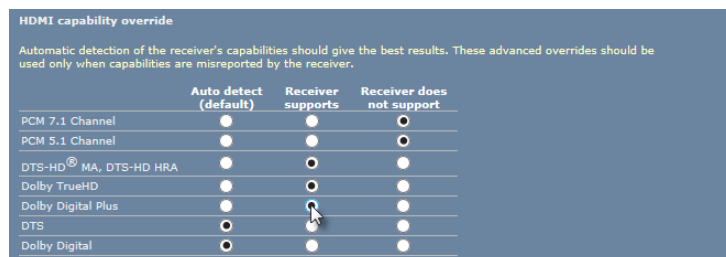 HDMI capability override
Automatic detection of the receiver's capabilities should give the best results. These advanced overrides should be
used only when capabilities are misreported by the receiver.
Auto detect (default) Receiver supports Receiver does not support
PCM 7.1 Channel
PCM 5.1 Channel
DTS-HD® MA, DTS-HD HRA
Dolby TrueHD
Dolby Digital Plus
DTS
Dolby Digital